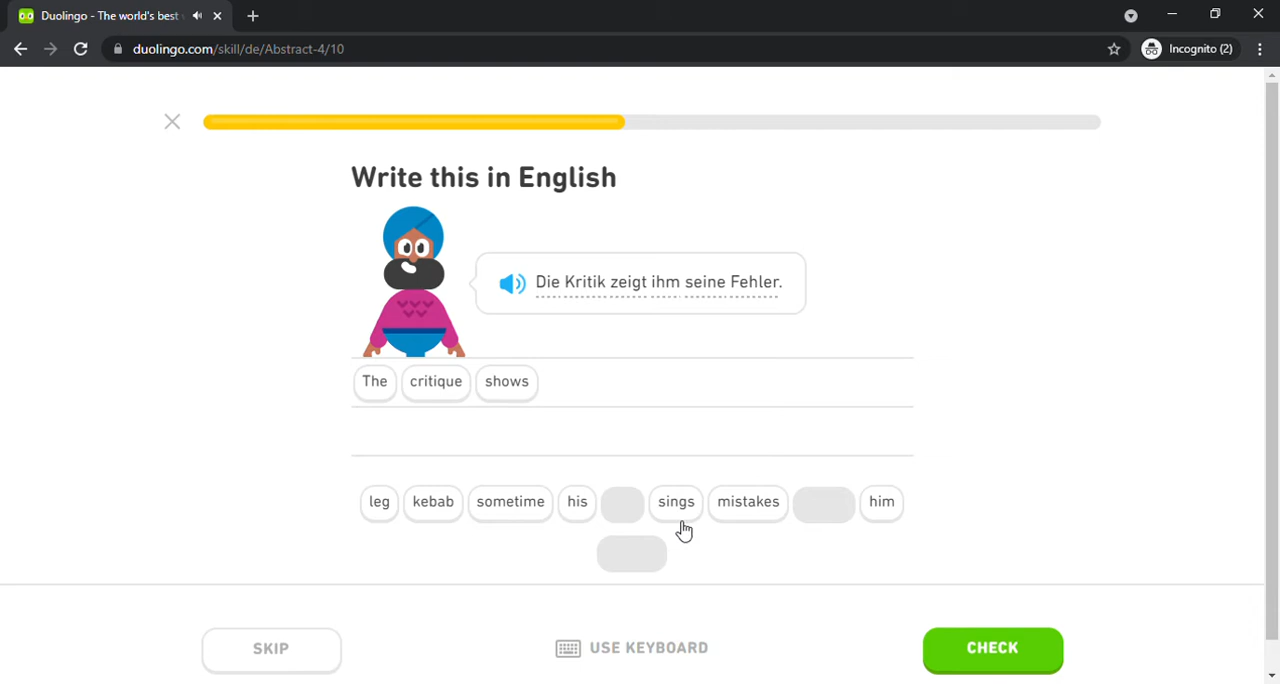 Duolingo - The world's best
duolingo.com/skill/de/Abstract-4/10
Incognito (2)
Write this in English
Die Kritik zeigt ihm seine Fehler.
The critique shows
leg kebab sometime his sings mistakes him
SKIP
USE KEYBOARD
CHECK